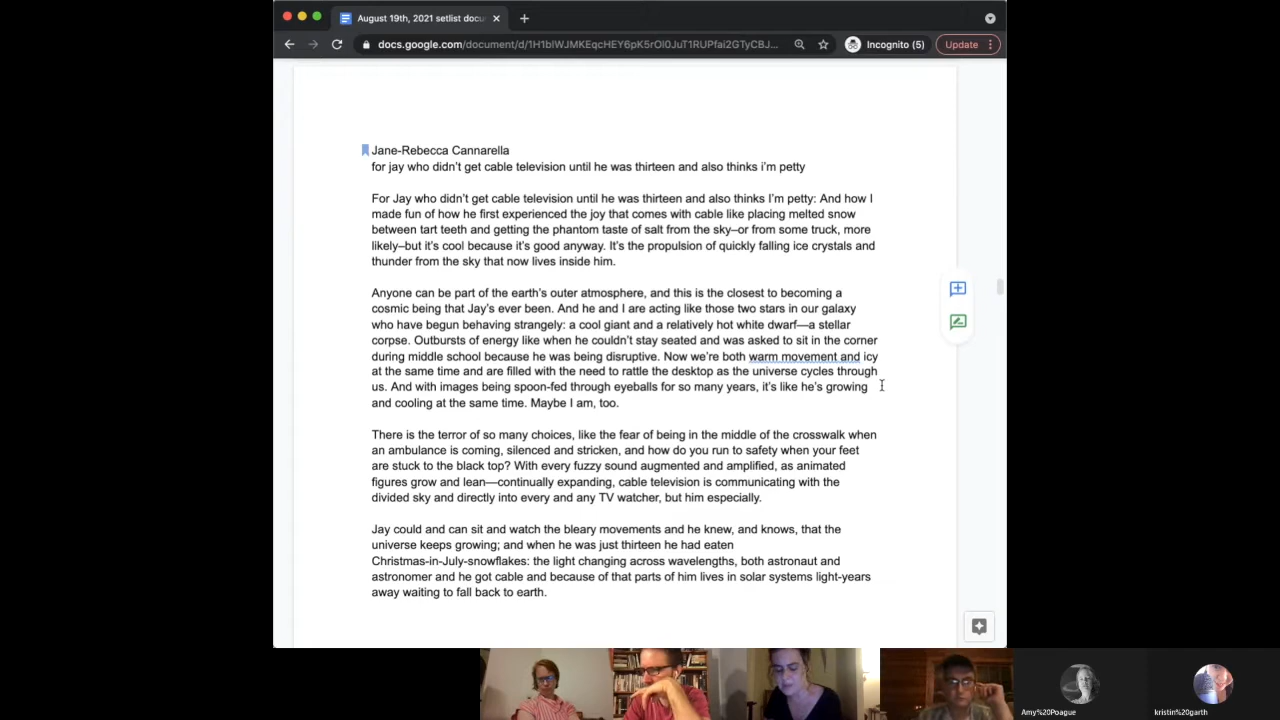 August 19th, 2021 setlist docu
docs.google.com/document/d/1H1blWJMKEqcHEY6pK5rOl0JuT1RUPfai2GTyCBJ...
Incognito (5)
Update
Jane-Rebecca Cannarella
for jay who didn’t get cable television until he was thirteen and also thinks i’m petty
For Jay who didn’t get cable television until he was thirteen and also thinks I’m petty: And how I
made fun of how he first experienced the joy that comes with cable like placing melted snow
between tart teeth and getting the phantom taste of salt from the sky–or from some truck, more
likely–but it’s cool because it’s good anyway. It’s the propulsion of quickly falling ice crystals and
thunder from the sky that now lives inside him.
Anyone can be part of the earth’s outer atmosphere, and this is the closest to becoming a
cosmic being that Jay’s ever been. And he and I are acting like those two stars in our galaxy
who have begun behaving strangely: a cool giant and a relatively hot white dwarf—a stellar
corpse. Outbursts of energy like when he couldn’t stay seated and was asked to sit in the corner
during middle school because he was being disruptive. Now we’re both warm movement and icy
at the same time and are filled with the need to rattle the desktop as the universe cycles through
us. And with images being spoon-fed through eyeballs for so many years, it’s like he’s growing
and cooling at the same time. Maybe I am, too.
There is the terror of so many choices, like the fear of being in the middle of the crosswalk when
an ambulance is coming, silenced and stricken, and how do you run to safety when your feet
are stuck to the black top? With every fuzzy sound augmented and amplified, as animated
figures grow and lean—continually expanding, cable television is communicating with the
divided sky and directly into every and any TV watcher, but him especially.
Jay could and can sit and watch the bleary movements and he knew, and knows, that the
universe keeps growing; and when he was just thirteen he had eaten
Christmas-in-July-snowflakes: the light changing across wavelengths, both astronaut and
astronomer and he got cable and because of that parts of him lives in solar systems light-years
away waiting to fall back to earth.
Amy%20Poague
kristin%20garth